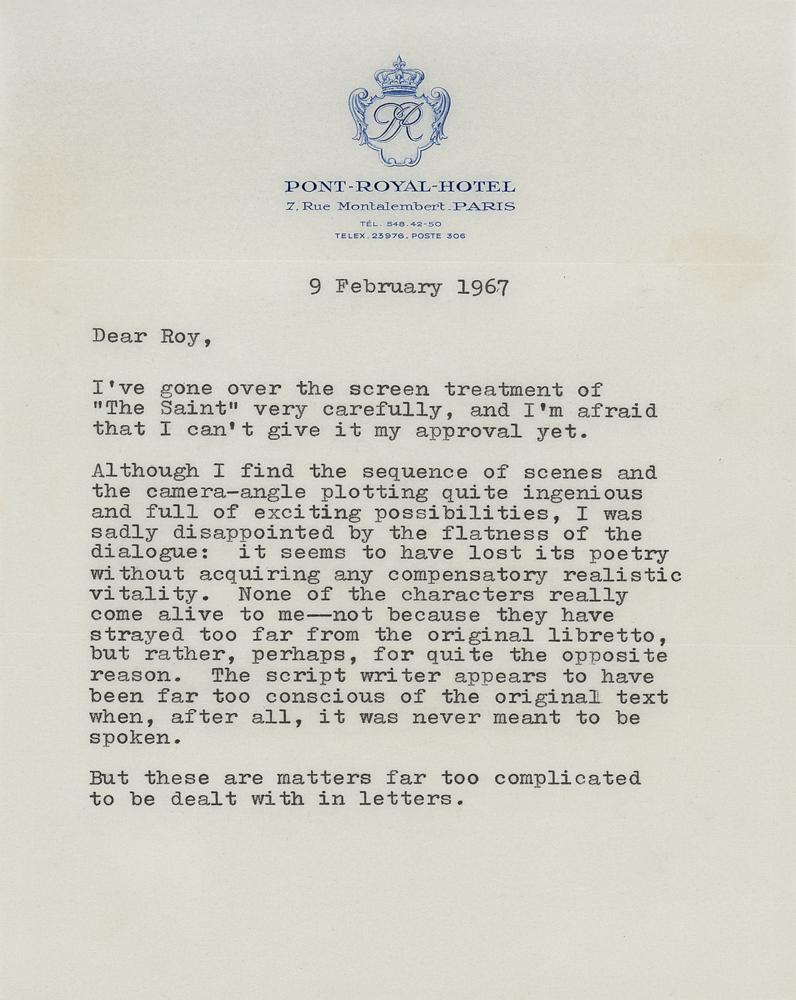 R
PONT-ROYAL-HOTEL
7, Rue Montalembert. PARIS
TÉL. 548.42-50
TELEX. 23976. POSTE 306
9 February 1967
Dear Roy,
I've gone over the screen treatment of
"The Saint" very carefully, and I'm afraid
that I can't give it my approval yet.
Although I find the sequence of scenes and
the camera-angle plotting quite ingenious
and full of exciting possibilities, I was
sadly disappointed by the flatness of the
dialogue:  it seems to have lost its poetry
without acquiring any compensatory realistic
vitality.  None of the characters really
come alive to me——not because they have
strayed too far from the original libretto,
but rather, perhaps, for quite the opposite
reason.  The script writer appears to have
been far too conscious of the original text
when, after all, it was never meant to be
spoken.
But these are matters far too complicated
to be dealt with in letters.